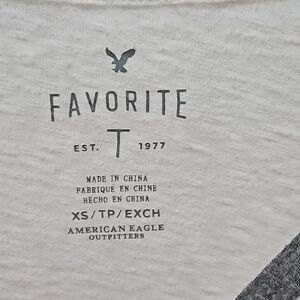 FAVORITE
EST. T 1977
MADE IN CHINA
FABRIQUÉ EN CHINE
HECHO EN CHINA
XS/TP/EXCH
AMERICAN EAGLE
OUTFITTERS